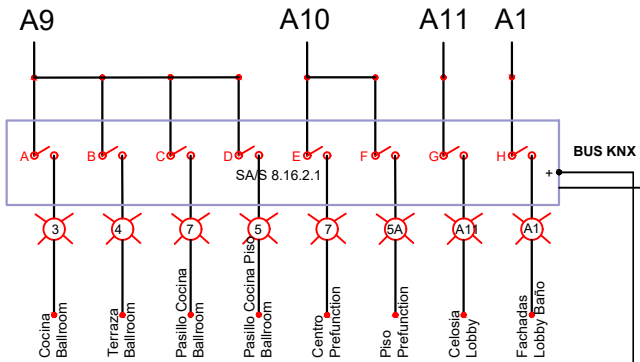 A9
A10
A11
A1
A
B
C
D
E
F
G
H
SA/S 8.16.2.1
BUS KNX
+
3
4
7
5
7
5A
A11
A1
Cocina
Ballroom
Terraza
Ballroom
Pasillo Cocina
Ballroom
Pasillo Cocina Piso
Ballroom
Centro
Prefunction
Piso
Prefunction
Celosia
Lobby
Fachadas
Lobby Baño